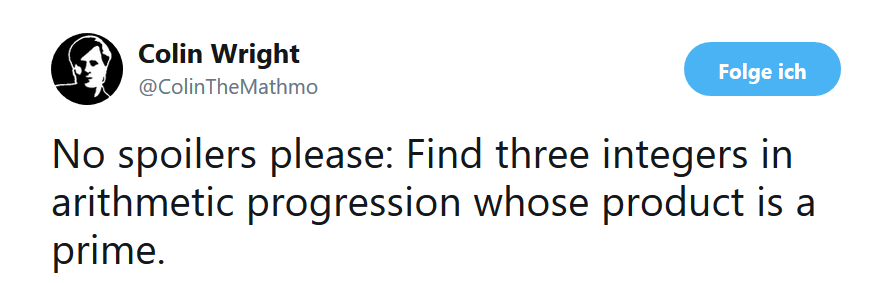 Colin Wright
@ColinTheMathmo
Folge ich
No spoilers please: Find three integers in
arithmetic progression whose product is a
prime.